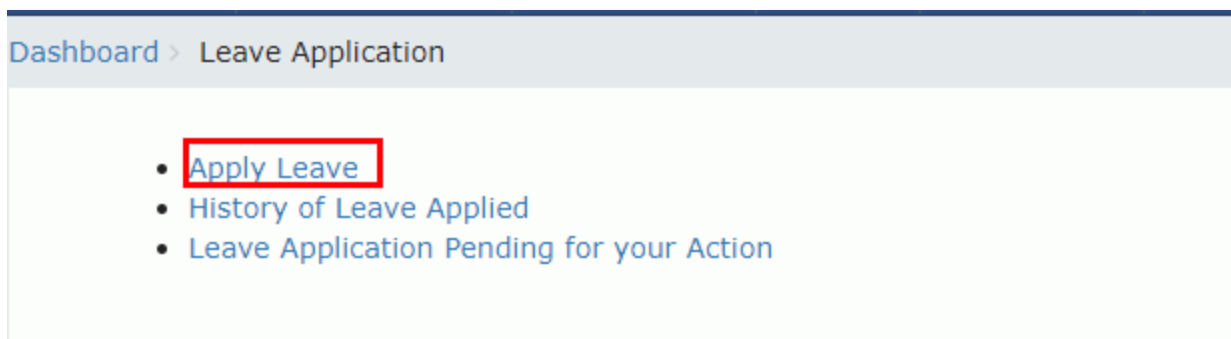 Dashboard > Leave Application
• Apply Leave
• History of Leave Applied
• Leave Application Pending for your Action